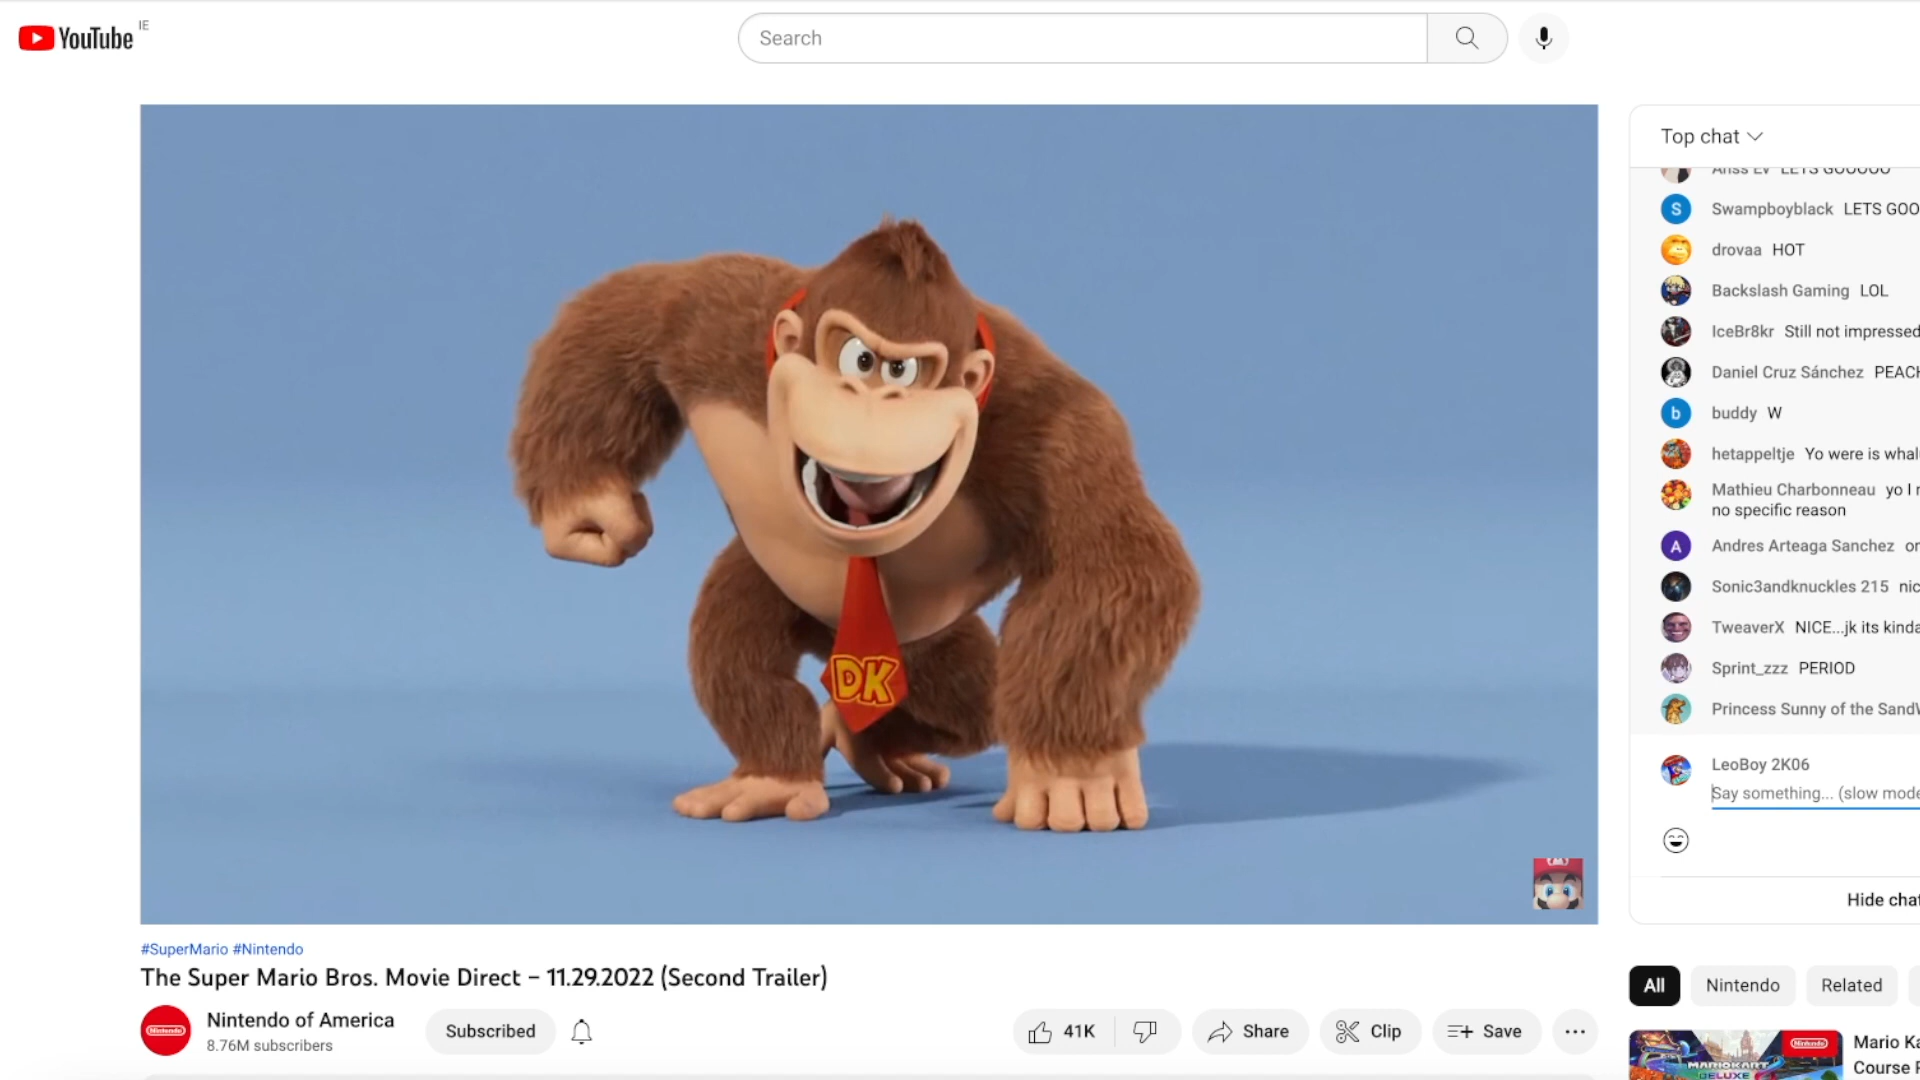 YouTube IE
Search
DK
M
Top chat
Swampboyblack LETS GOO
drovaa HOT
Backslash Gaming LOL
IceBr8kr Still not impressed
Daniel Cruz Sánchez PEACH
buddy W
hetappeltje Yo were is
Mathieu Charbonneau yo I
no specific reason
Andres Arteaga Sanchez
Sonic3andknuckles 215
TweaverX NICE...jk its kinda
Sprint_zzz PERIOD
Princess Sunny of the
LeoBoy 2K06
Say something... (slow mode
Hide chat
#SuperMario #Nintendo
The Super Mario Bros. Movie Direct – 11.29.2022 (Second Trailer)
Nintendo
Nintendo of America
8.76M subscribers
Subscribed
41K
Share
Clip
Save
All
Nintendo
Related
Nintendo
MARIOKART
DELUXE
Mario
Course